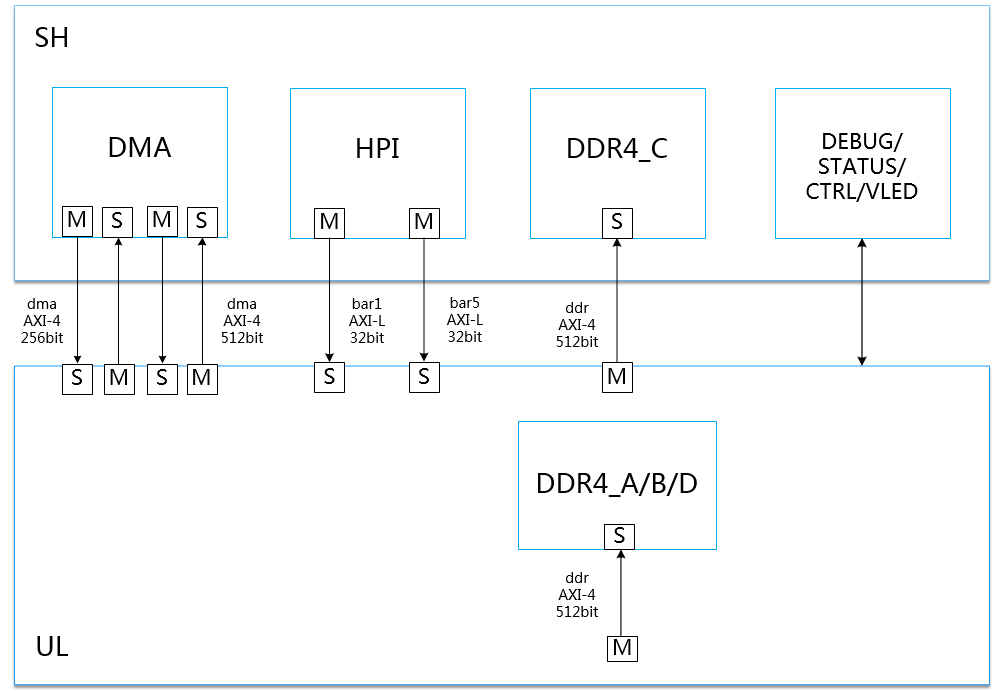 SH
DMA
HPI
DDR4_C
DEBUG/
STATUS/
CTRL/VLED
M
S
M
S
M
M
S
dma
AXI-4
256bit
dma
AXI-4
512bit
bar1
AXI-L
32bit
bar5
AXI-L
32bit
ddr
AXI-4
512bit
S
M
S
M
S
S
M
DDR4_A/B/D
S
ddr
AXI-4
512bit
M
UL